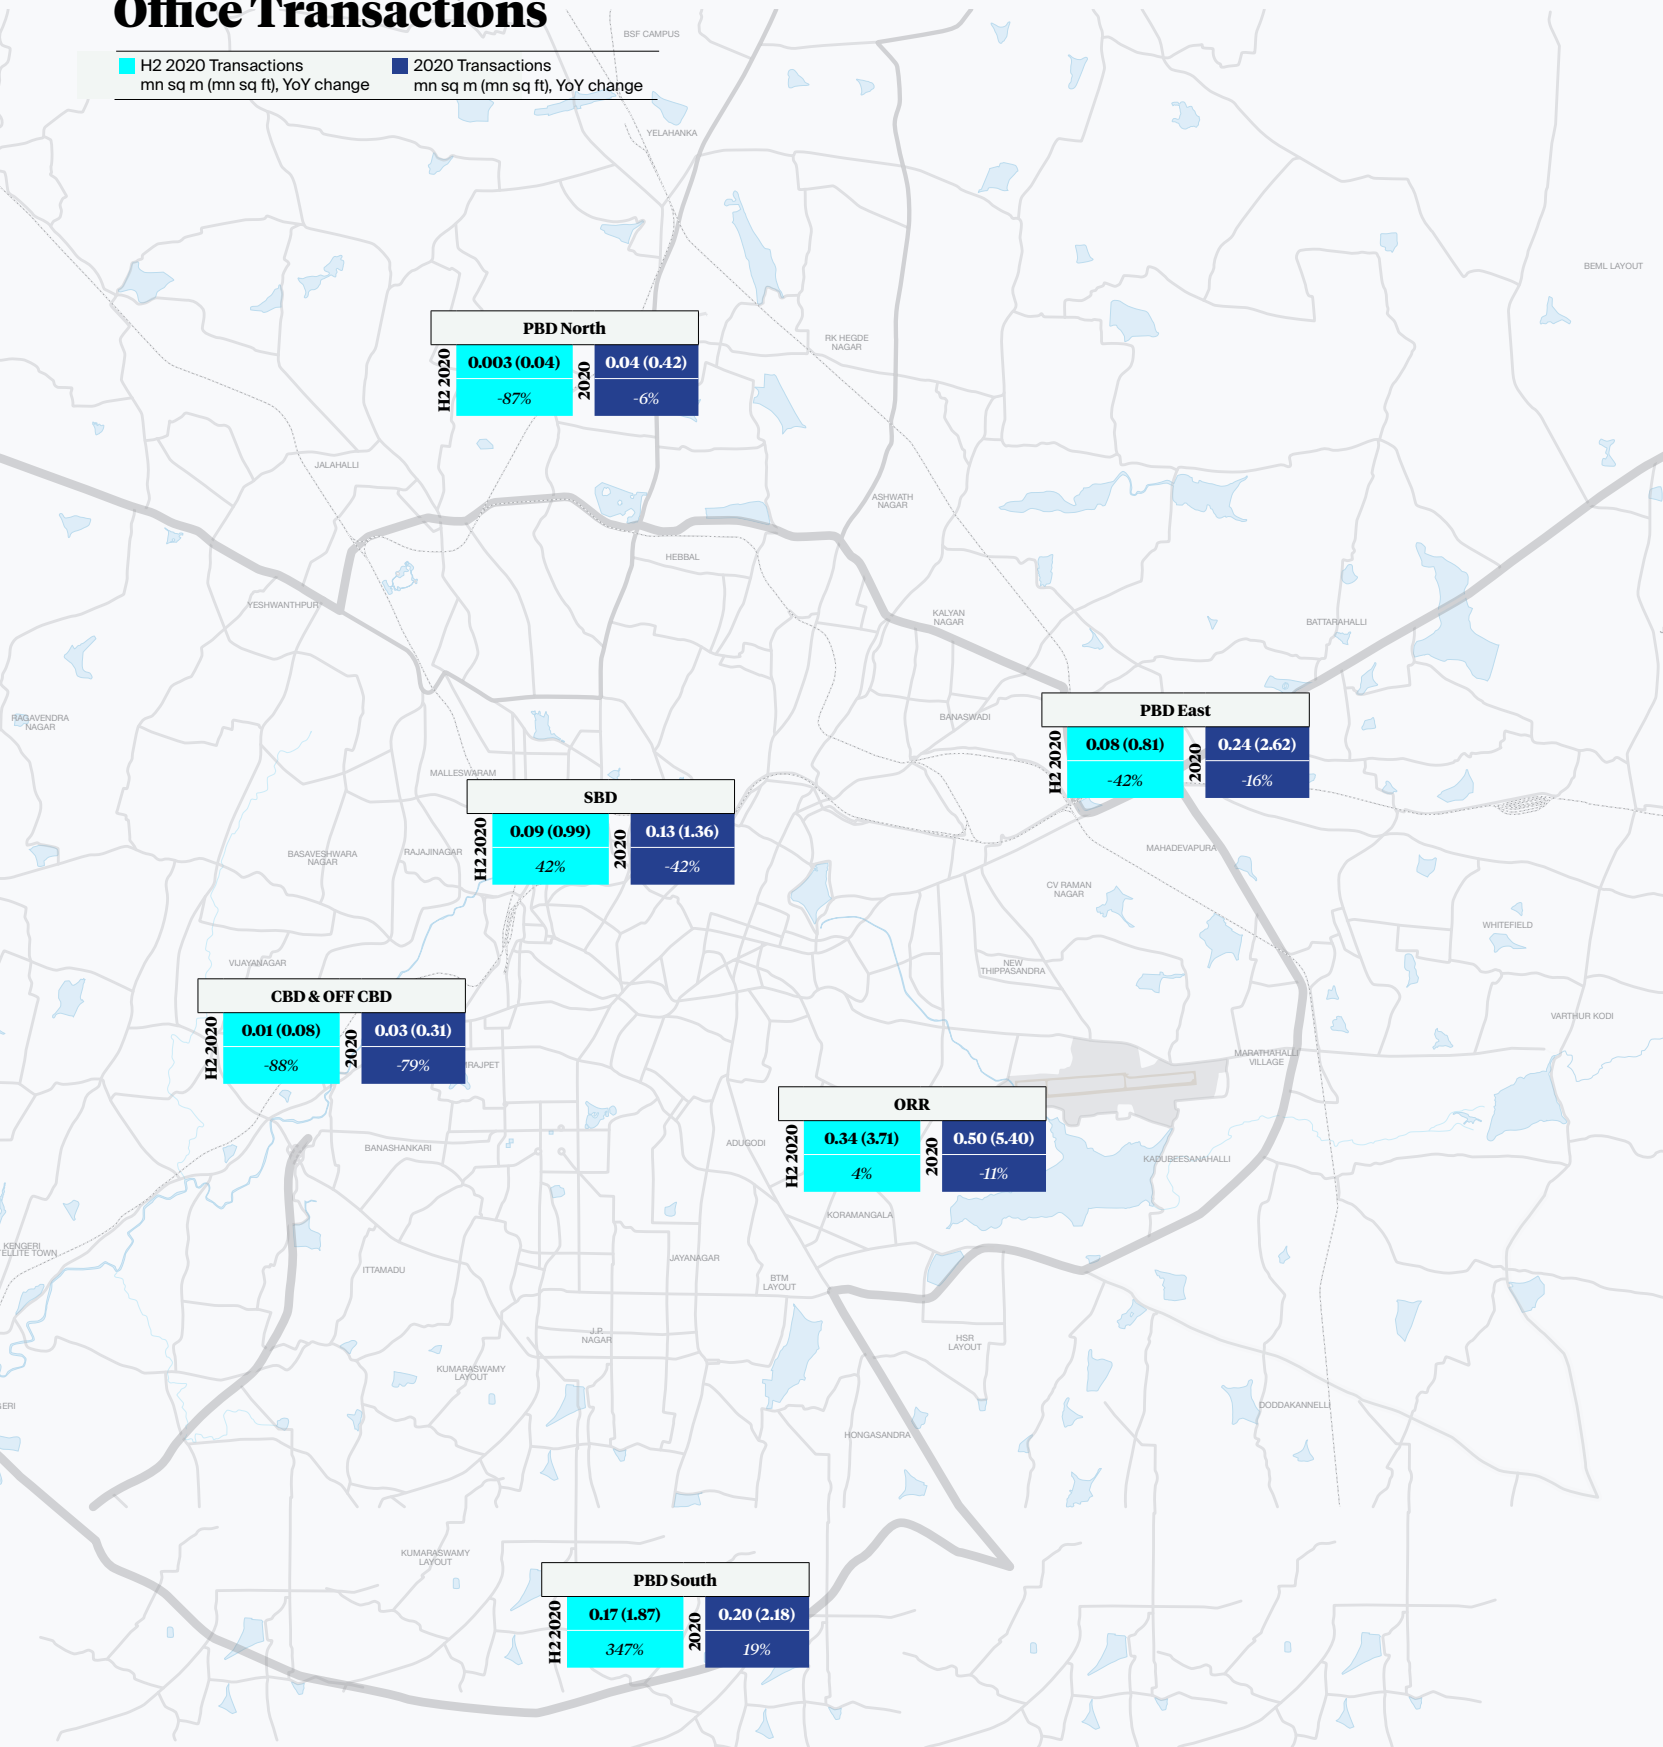 Office Transactions
H2 2020 Transactions
mn sq m (mn sq ft), YoY change
2020 Transactions
mn sq m (mn sq ft), YoY change
BSF CAMPUS
YELAHANKA
BEML LAYOUT
PBD North
H2 2020
0.003 (0.04)
-87%
2020
0.04 (0.42)
-6%
RK HEGDE
NAGAR
JALAHALLI
ASHWATH
NAGAR
HEBBAL
YESHWANTHPUR
KALYAN
NAGAR
BATTARAHALLI
RAGAVENDRA
NAGAR
BANASWADI
PBD East
H2 2020
0.08 (0.81)
-42%
2020
0.24 (2.62)
-16%
MALLESWARAM
SBD
H2 2020
0.09 (0.99)
42%
2020
0.13 (1.36)
-42%
BASAVESHWARA
NAGAR
RAJAJINAGAR
MAHADEVAPURA
CV RAMAN
NAGAR
WHITEFIELD
VIJAYANAGAR
NEW
THIPPASANDRA
CBD & OFF CBD
H2 2020
0.01 (0.08)
-88%
2020
0.03 (0.31)
-79%
VARTHUR KODI
RAJPET
MARATHAHALLI
VILLAGE
ORR
H2 2020
0.34 (3.71)
4%
2020
0.50 (5.40)
-11%
BANASHANKARI
ADUGODI
KADUBEESANAHALLI
KORAMANGALA
KENGERI
ELLITE TOWN
ITTAMADU
JAYANAGAR
BTM
LAYOUT
J.P.
NAGAR
HSR
LAYOUT
KUMARASWAMY
LAYOUT
ERI
DODDAKANNELLI
HONGASANDRA
KUMARASWAMY
LAYOUT
PBD South
H2 2020
0.17 (1.87)
347%
2020
0.20 (2.18)
19%